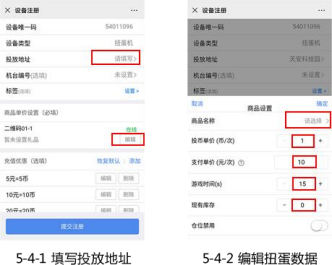 × 设备注册 ···
设备唯一码 54011096
设备类型 扭蛋机
投放地址 请填写>
机台编号(选填) 未设置>
标签(选填) 设置+
商品单价设置（必填）
二维码01-1 在线
暂未设置礼品 编辑
充值优惠（选填） 恢复默认 | 添加
5元=5币 编辑 删除
10元=10币 编辑 删除
20元=20币
提交注册
5-4-1 填写投放地址
× 设备注册 ···
设备唯一码 54011096
设备类型 扭蛋机
投放地址
机台编号(选填) 未设置>
标签(选填) 设置+
取消 商品设置 确定
商品名称 请选择 >
投币单价 (币/次) - 1 +
支付单价 (元/次) 10
游戏时间(s) - 15 +
现有库存 - 0 +
仓位禁用
5-4-2 编辑扭蛋数据